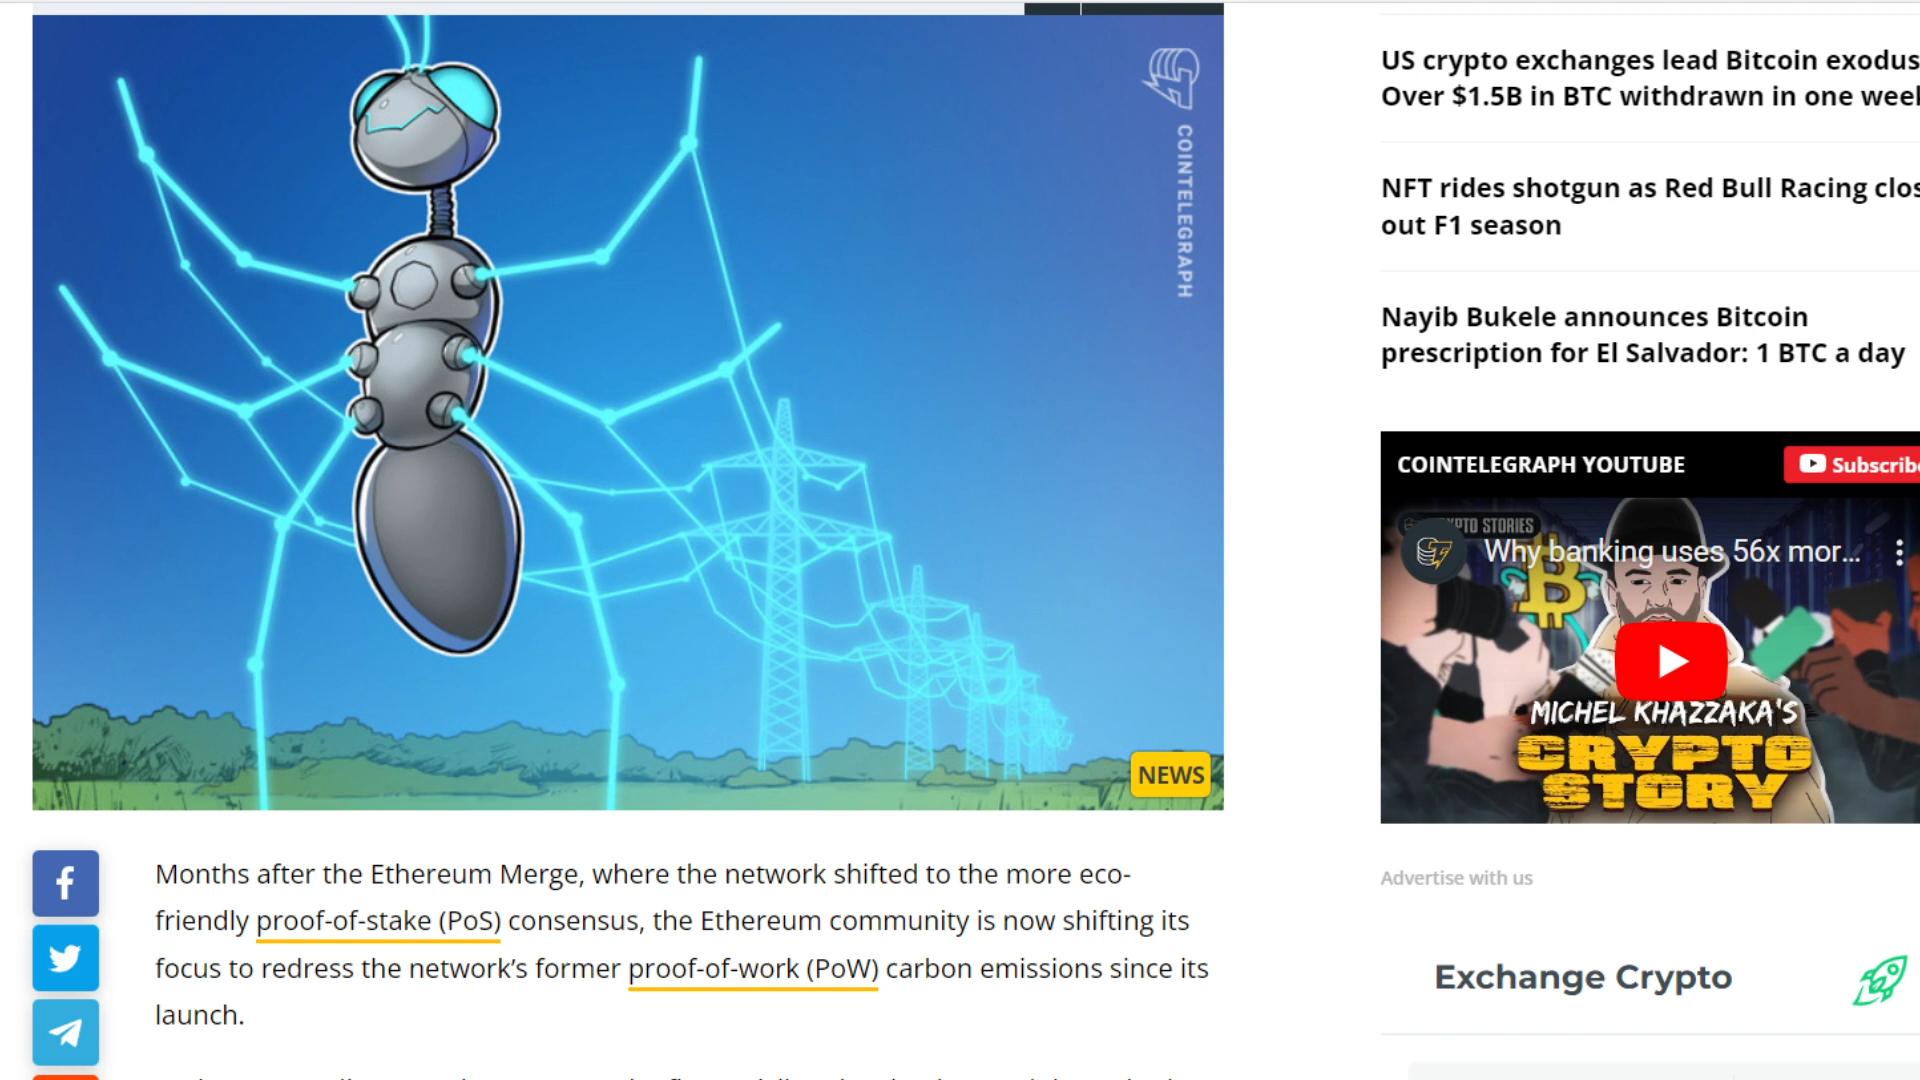 COINTELEGRAPH
NEWS
Months after the Ethereum Merge, where the network shifted to the more eco-
friendly proof-of-stake (PoS) consensus, the Ethereum community is now shifting its
focus to redress the network's former proof-of-work (PoW) carbon emissions since its
launch.
US crypto exchanges lead Bitcoin exodus
Over $1.5B in BTC withdrawn in one
NFT rides shotgun as Red Bull Racing
out F1 season
Nayib Bukele announces Bitcoin
prescription for El Salvador: 1 BTC a day
COINTELEGRAPH YOUTUBE
Subscribe
STORIES
Why banking uses 56x mor...
MICHEL KHAZZAKA'S
CRYPTO
STORY
Advertise with us
Exchange Crypto